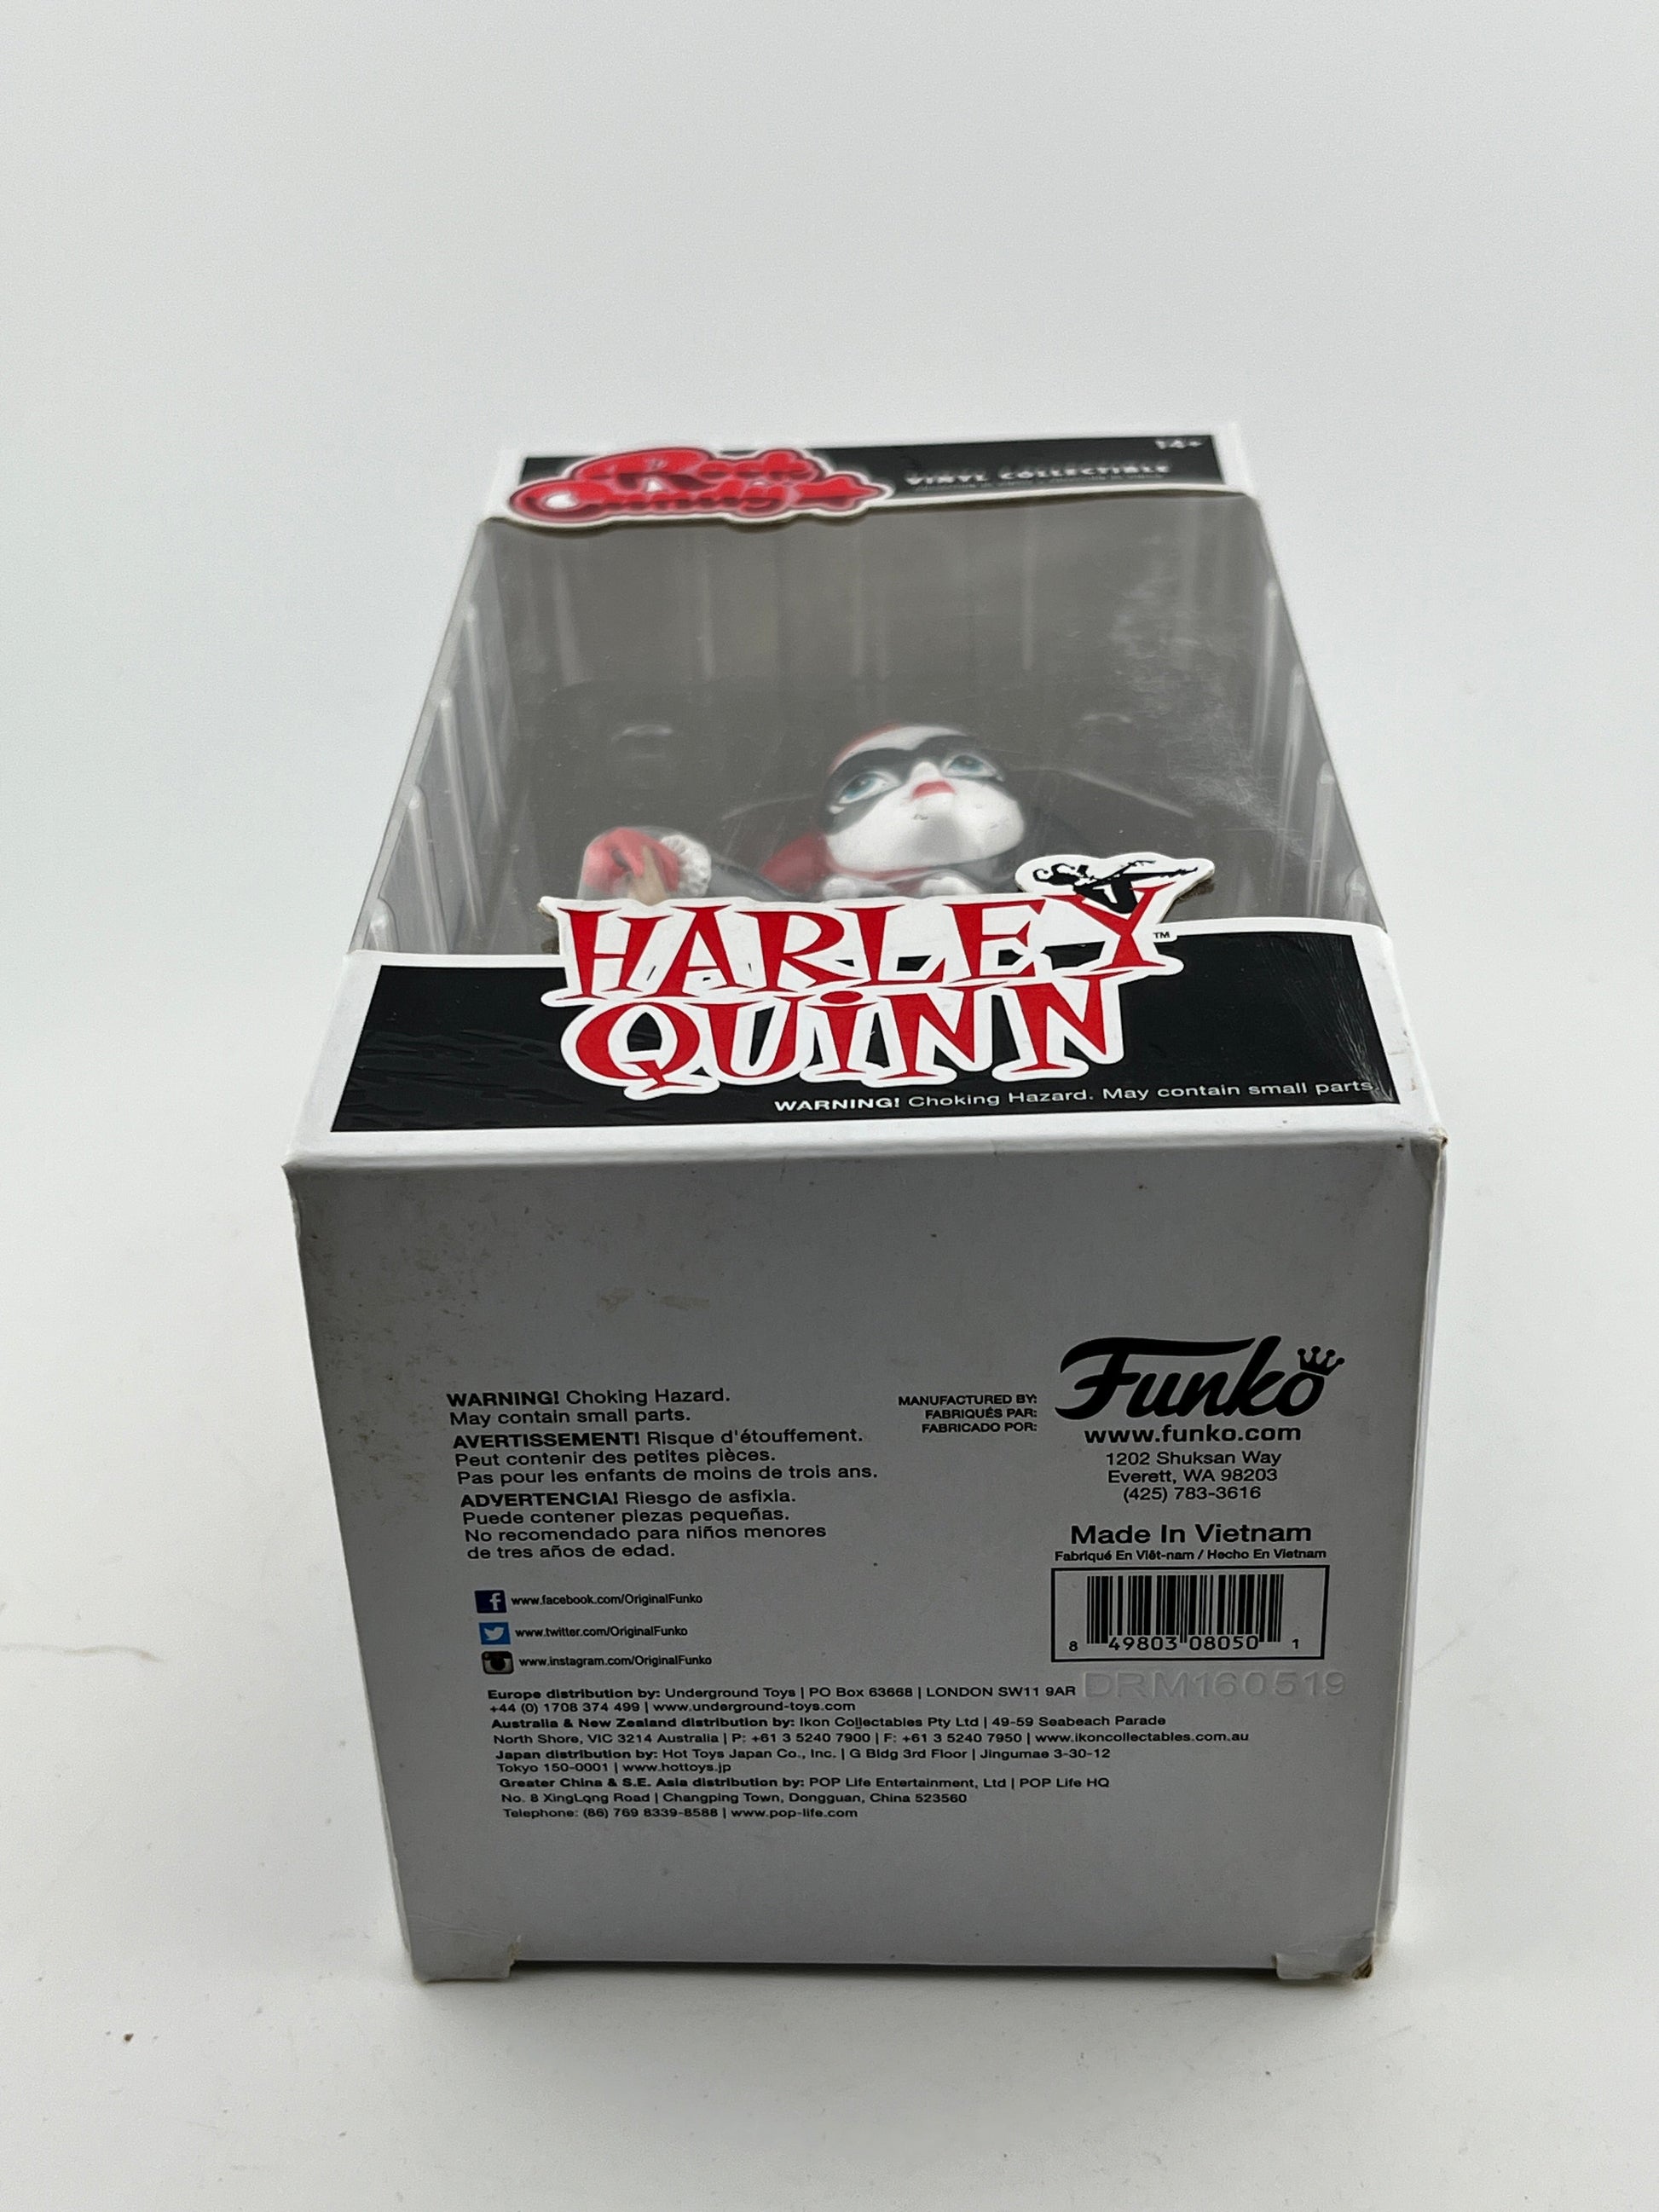 Rock
Candy
VINYL COLLECTIBLE
14+
HARLEY
QUiNN
TM
WARNING! Choking Hazard. May contain small parts.
WARNING! Choking Hazard.
May contain small parts.
AVERTISSEMENT! Risque d'étouffement.
Peut contenir des petites pièces.
Pas pour les enfants de moins de trois ans.
ADVERTENCIA! Riesgo de asfixia.
Puede contener piezas pequeñas.
No recomendado para niños menores
de tres años de edad.
f www.facebook.com/OriginalFunko
www.twitter.com/OriginalFunko
www.instagram.com/OriginalFunko
MANUFACTURED BY:
FABRIQUÉS PAR:
FABRICADO POR:
Funko
www.funko.com
1202 Shuksan Way
Everett, WA 98203
(425) 783-3616
Made In Vietnam
Fabriqué En Viêt-nam / Hecho En Vietnam
8 49803 08050 1
DRM160519
Europe distribution by: Underground Toys | PO Box 63668 | LONDON SW11 9AR
+44 (0) 1708 374 499 | www.underground-toys.com
Australia & New Zealand distribution by: Ikon Collectables Pty Ltd | 49-59 Seabeach Parade
North Shore, VIC 3214 Australia | P: +61 3 5240 7900 | F: +61 3 5240 7950 | www.ikoncollectables.com.au
Japan distribution by: Hot Toys Japan Co., Inc. | G Bldg 3rd Floor | Jingumae 3-30-12
Tokyo 150-0001 | www.hottoys.jp
Greater China & S.E. Asia distribution by: POP Life Entertainment, Ltd | POP Life HQ
No. 8 XingLong Road | Changping Town, Dongguan, China 523560
Telephone: (86) 769 8339-8588 | www.pop-life.com